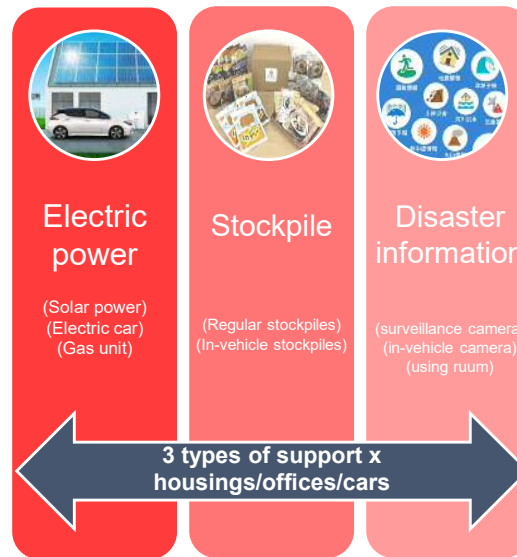 Electric
power
(Solar power)
(Electric car)
(Gas unit)
Stockpile
(Regular stockpiles)
(In-vehicle stockpiles)
Disaster
information
(surveillance camera)
(in-vehicle camera)
(using ruum)
3 types of support x
housings/offices/cars